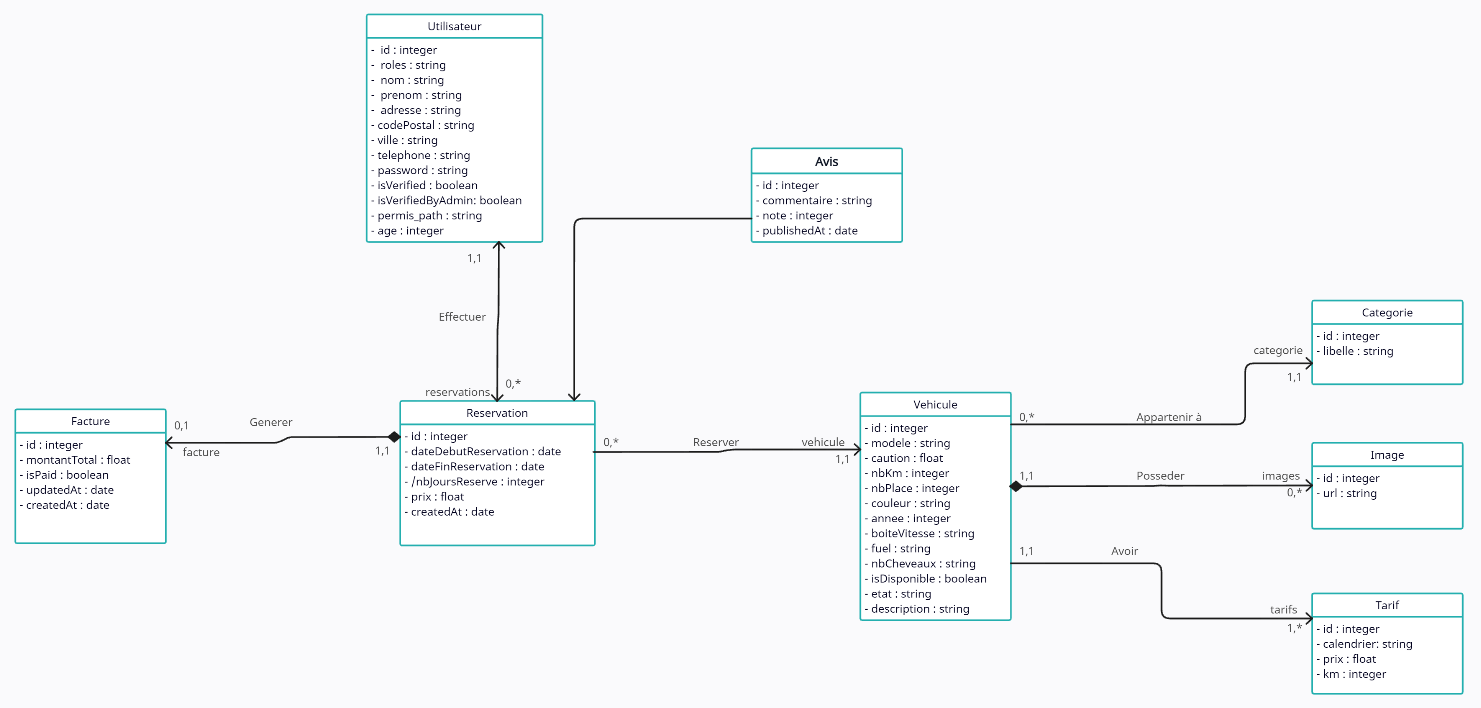 Utilisateur
- id : integer
- roles : string
- nom : string
- prenom : string
- adresse : string
- codePostal : string
- ville : string
- telephone : string
- password : string
- isVerified : boolean
- isVerifiedByAdmin: boolean
- permis_path : string
- age : integer
Avis
- id : integer
- commentaire : string
- note : integer
- publishedAt : date
1,1
Effectuer
0,*
reservations
Facture
- id : integer
- montantTotal : float
- isPaid : boolean
- updatedAt : date
- createdAt : date
0,1
Generer
facture
1,1
Reservation
- id : integer
- dateDebutReservation : date
- dateFinReservation : date
- /nbJoursReserve : integer
- prix : float
- createdAt : date
0,*
Reserver
vehicule
1,1
Vehicule
- id : integer
- modele : string
- caution : float
- nbKm : integer
- nbPlace : integer
- couleur : string
- annee : integer
- boiteVitesse : string
- fuel : string
- nbCheveaux : string
- isDisponible : boolean
- etat : string
- description : string
0,*
Appartenir à
categorie
1,1
Categorie
- id : integer
- libelle : string
1,1
Posseder
images
0,*
Image
- id : integer
- url : string
1,1
Avoir
tarifs
1,*
Tarif
- id : integer
- calendrier: string
- prix : float
- km : integer